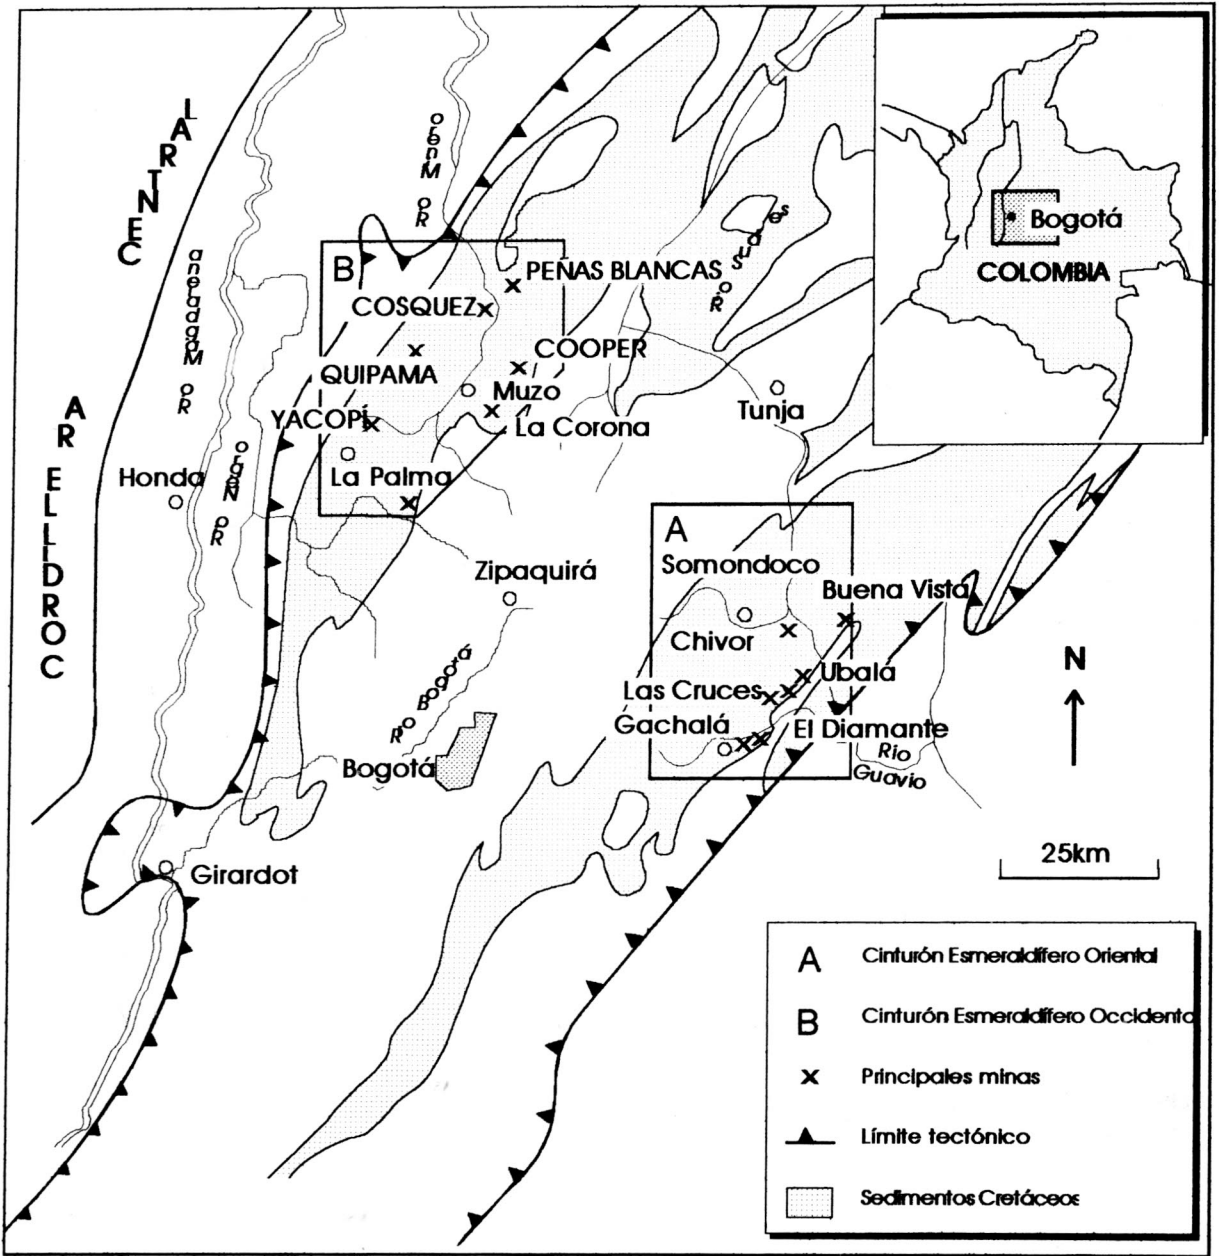 CORDILLERA CENTRAL
Rio Magdalena
Rio Minero
Rio Negro
Rio Suárez
B
PEÑAS BLANCAS
COSQUEZ
COOPER
QUIPAMA
Muzo
YACOPÍ
La Corona
La Palma
Honda
Tunja
Bogotá
COLOMBIA
A
Somondoco
Buena Vista
Chivor
Ubalá
Las Cruces
Gachalá
El Diamante
Rio
Guavio
Zipaquirá
Rio Bogotá
Bogotá
Girardot
N
25km
A Cinturón Esmeraldífero Oriental
B Cinturón Esmeraldífero Occidenta
x Principales minas
Límite tectónico
Sedimentos Cretáceos